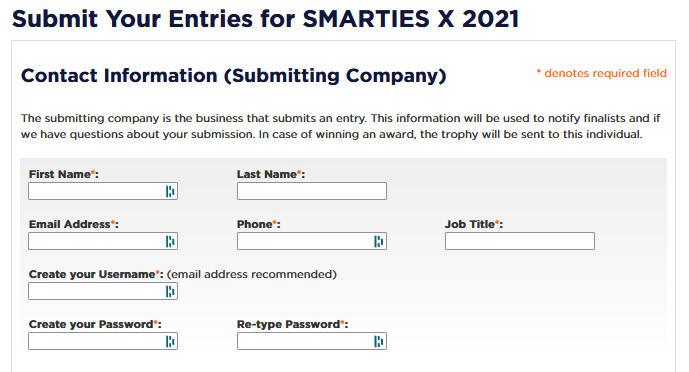 Submit Your Entries for SMARTIES X 2021
Contact Information (Submitting Company)
* denotes required field
The submitting company is the business that submits an entry. This information will be used to notify finalists and if
we have questions about your submission. In case of winning an award, the trophy will be sent to this individual.
First Name*: Last Name*:
Email Address*: Phone*: Job Title*:
Create your Username*: (email address recommended)
Create your Password*: Re-type Password*: